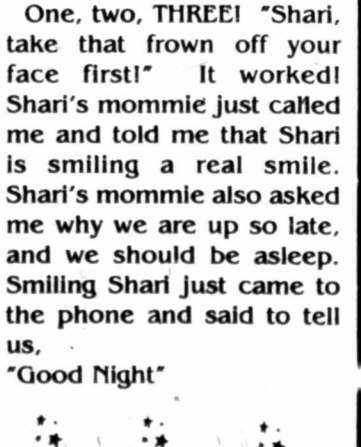 One, two, THREE! "Shari,
take that frown off your
face first!" It worked!
Shari's mommie just called
me and told me that Shari
is smiling a real smile.
Shari's mommie also asked
me why we are up so late,
and we should be asleep.
Smiling Shari just came to
the phone and said to tell
us,
"Good Night"